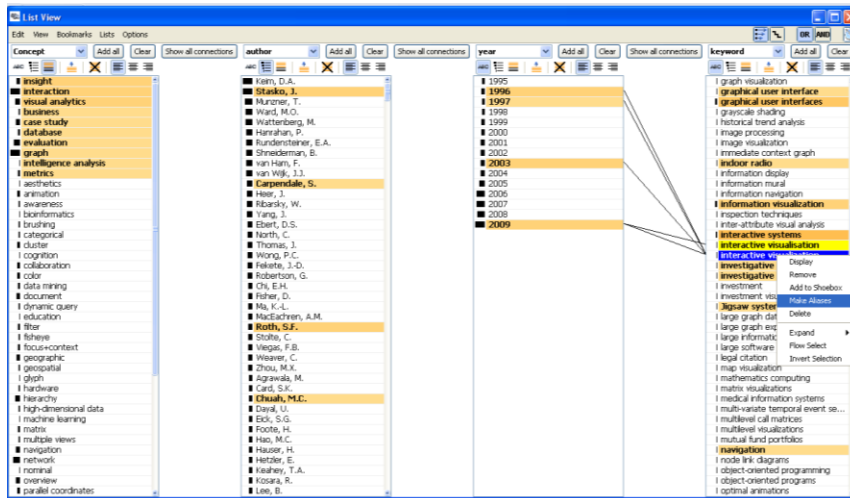 List View
Edit View Bookmarks Lists Options
OR AND
Concept Add all Clear Show all connections
author Add all Clear Show all connections
year Add all Clear Show all connections
keyword Add all Clear
insight
interaction
visual analytics
business
case study
database
evaluation
graph
intelligence analysis
metrics
aesthetics
animation
awareness
bioinformatics
brushing
categorical
cluster
cognition
collaboration
color
data mining
document
dynamic query
education
filter
fisheye
focus+context
geographic
geospatial
glyph
hardware
hierarchy
high-dimensional data
machine learning
matrix
multiple views
navigation
network
nominal
overview
parallel coordinates
Keim, D.A.
Stasko, J.
Munzner, T.
Ward, M.O.
Wattenberg, M.
Hanrahan, P.
Rundensteiner, E.A.
Shneiderman, B.
van Ham, F.
van Wijk, J.J.
Carpendale, S.
Heer, J.
Ribarsky, W.
Yang, J.
Ebert, D.S.
North, C.
Thomas, J.
Wong, P.C.
Fekete, J.-D.
Robertson, G.
Chi, E.H.
Fisher, D.
Ma, K.-L.
MacEachren, A.M.
Roth, S.F.
Stolte, C.
Viegas, F.B.
Weaver, C.
Zhou, M.X.
Agrawala, M.
Card, S.K.
Chuah, M.C.
Dayal, U.
Eick, S.G.
Foote, H.
Hao, M.C.
Hauser, H.
Hetzler, E.
Keahey, T.A.
Kosara, R.
Lee, B.
1995
1996
1997
1998
1999
2000
2001
2002
2003
2004
2005
2006
2007
2008
2009
graph visualization
graphical user interface
graphical user interfaces
grayscale shading
historical trend analysis
image processing
image visualization
immediate context graph
indoor radio
information display
information mural
information navigation
information visualization
inspection techniques
inter-attribute visual analysis
interactive systems
interactive visualisation
interactive visualization
investigative
investigative
investment
investment
Jigsaw
large graph
large graph
large
large software
legal citation
map visualization
mathematics computing
matrix visualizations
medical information systems
multi-variate temporal event se...
multilevel call matrices
multilevel visualizations
mutual fund portfolios
navigation
node link diagrams
object-oriented programming
object-oriented programs
optimal animations
Display
Remove
Add to Shoebox
Make Aliases
Delete
Expand
Flow Select
Invert Selection